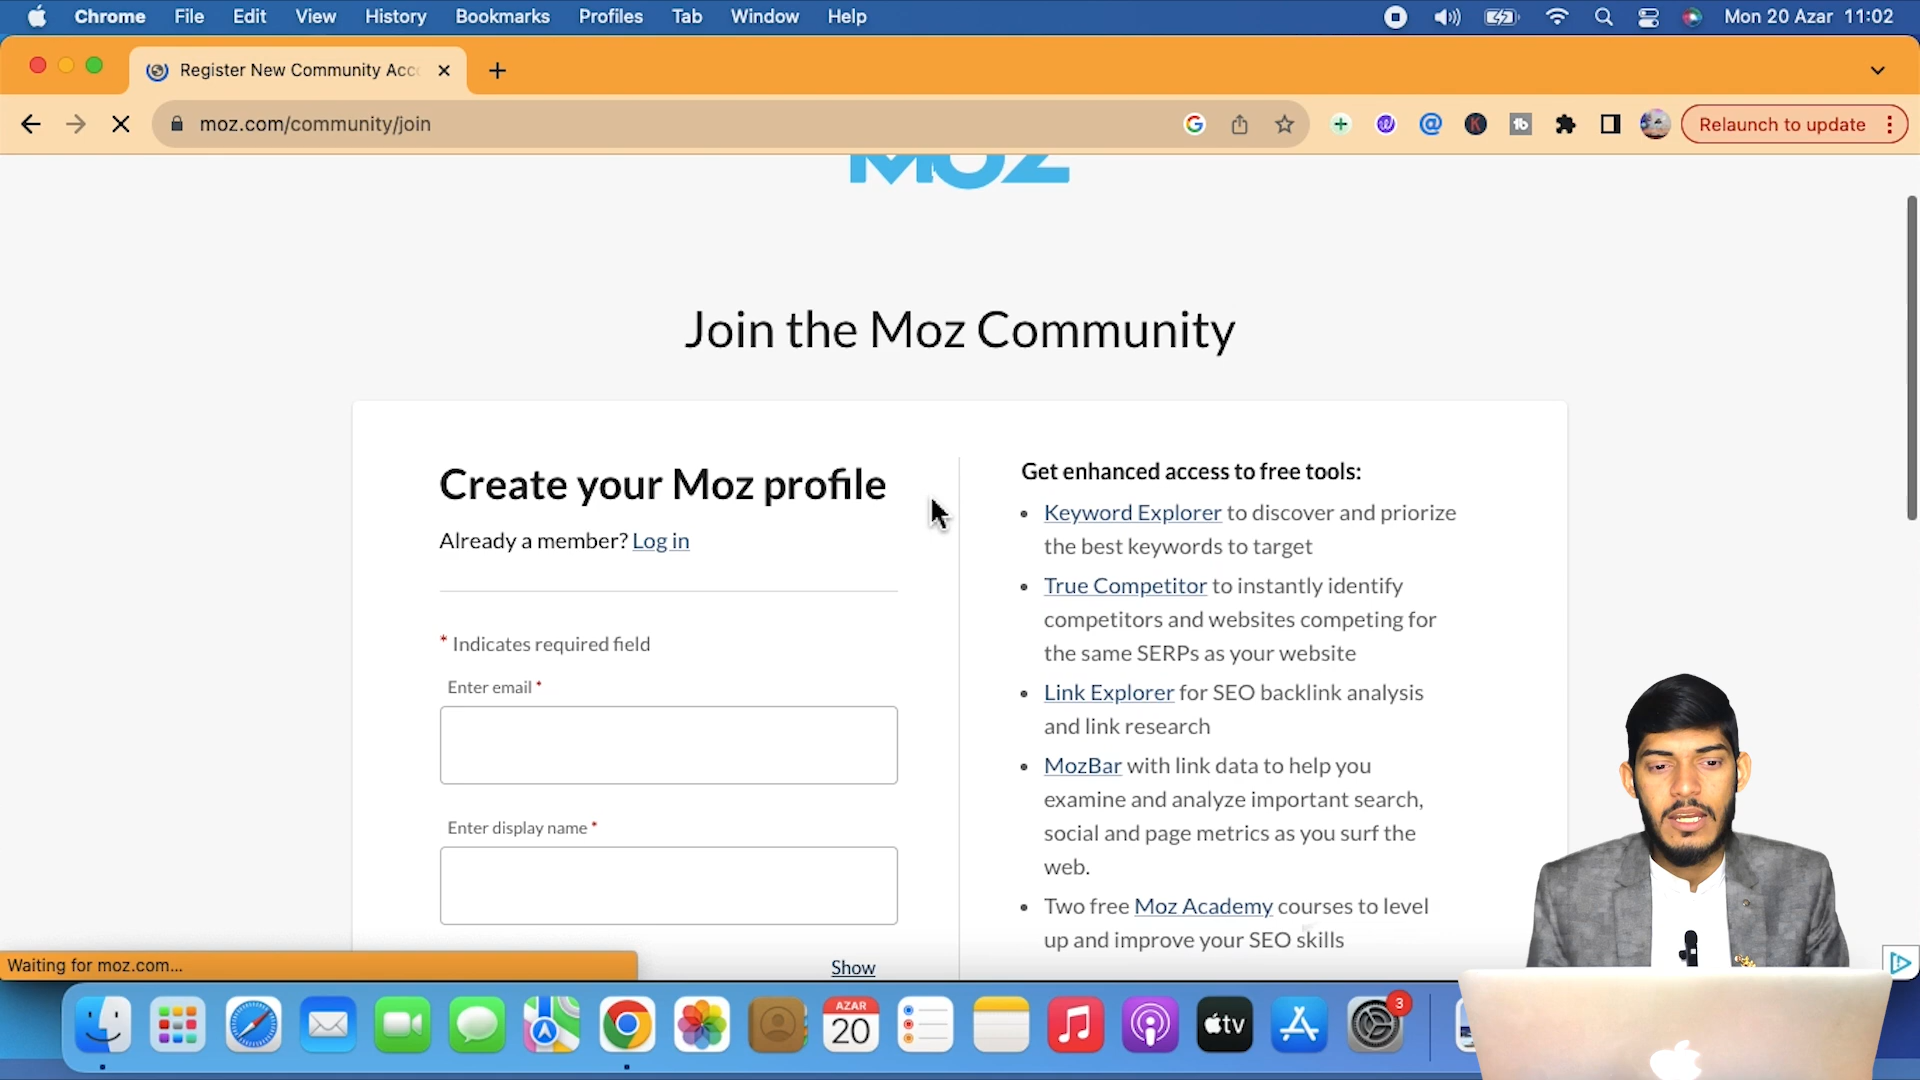 Chrome File Edit View History Bookmarks Profiles Tab Window Help Mon 20 Azar 11:02
Register New Community Acc
moz.com/community/join
Relaunch to update
MOZ
Join the Moz Community
Create your Moz profile
Already a member? Log in
* Indicates required field
Enter email *
Enter display name *
Show
Get enhanced access to free tools:
• Keyword Explorer to discover and priorize
the best keywords to target
• True Competitor to instantly identify
competitors and websites competing for
the same SERPs as your website
• Link Explorer for SEO backlink analysis
and link research
• MozBar with link data to help you
examine and analyze important search,
social and page metrics as you surf the
web.
• Two free Moz Academy courses to level
up and improve your SEO skills
Waiting for moz.com...
AZAR
20
tv
3